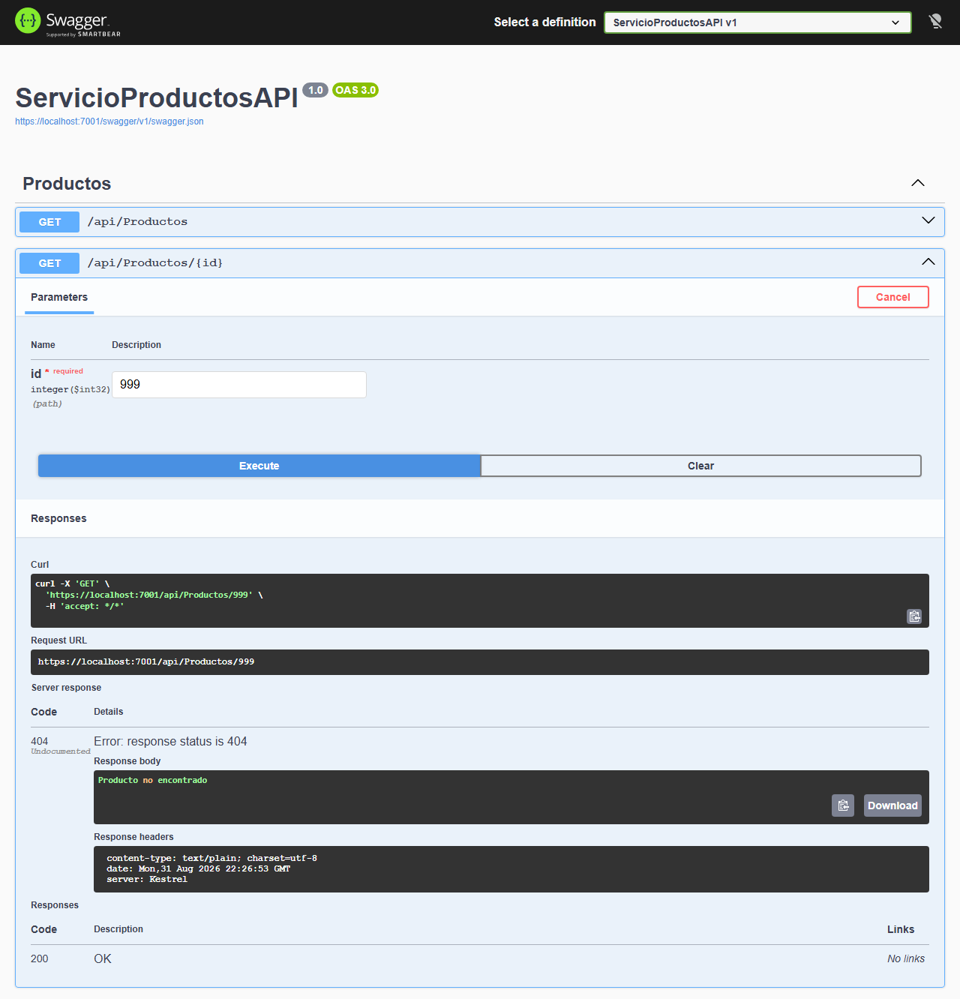 Swagger.
Supported by SMARTBEAR
Select a definition
ServicioProductosAPI v1
ServicioProductosAPI 1.0 OAS 3.0
https://localhost:7001/swagger/v1/swagger.json
Productos
GET /api/Productos
GET /api/Productos/{id}
Parameters
Cancel
Name Description
id * required
integer($int32)
(path)
999
Execute
Clear
Responses
Curl
curl -X 'GET' \
'https://localhost:7001/api/Productos/999' \
-H 'accept: */*'
Request URL
https://localhost:7001/api/Productos/999
Server response
Code Details
404 Error: response status is 404
Undocumented
Response body
Producto no encontrado
Download
Response headers
content-type: text/plain; charset=utf-8
date: Mon,31 Aug 2026 22:26:53 GMT
server: Kestrel
Responses
Code Description Links
200 OK No links